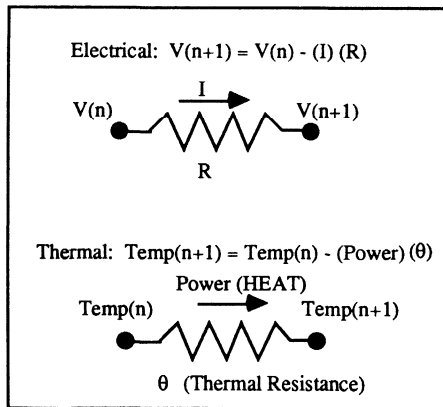 Electrical: V(n+1) = V(n) - (I) (R)
I
V(n)
V(n+1)
R
Thermal: Temp(n+1) = Temp(n) - (Power) (θ)
Power (HEAT)
Temp(n)
Temp(n+1)
θ (Thermal Resistance)